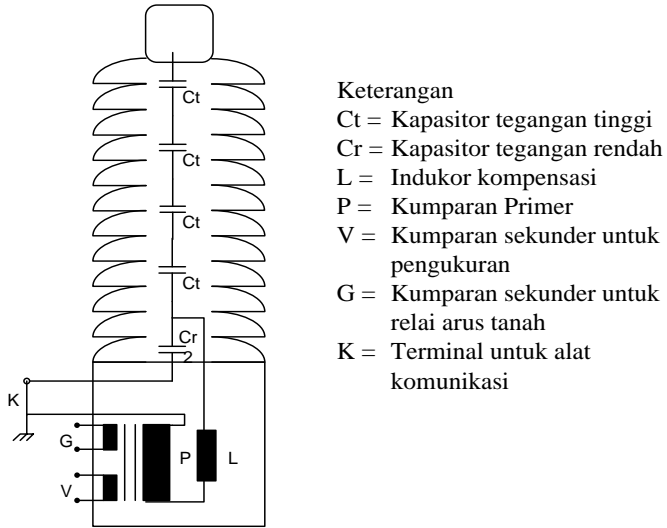 Ct
Ct
Ct
Ct
Cr
2
K
G
P
L
V
Keterangan
Ct = Kapasitor tegangan tinggi
Cr = Kapasitor tegangan rendah
L = Indukor kompensasi
P = Kumparan Primer
V = Kumparan sekunder untuk
pengukuran
G = Kumparan sekunder untuk
relai arus tanah
K = Terminal untuk alat
komunikasi